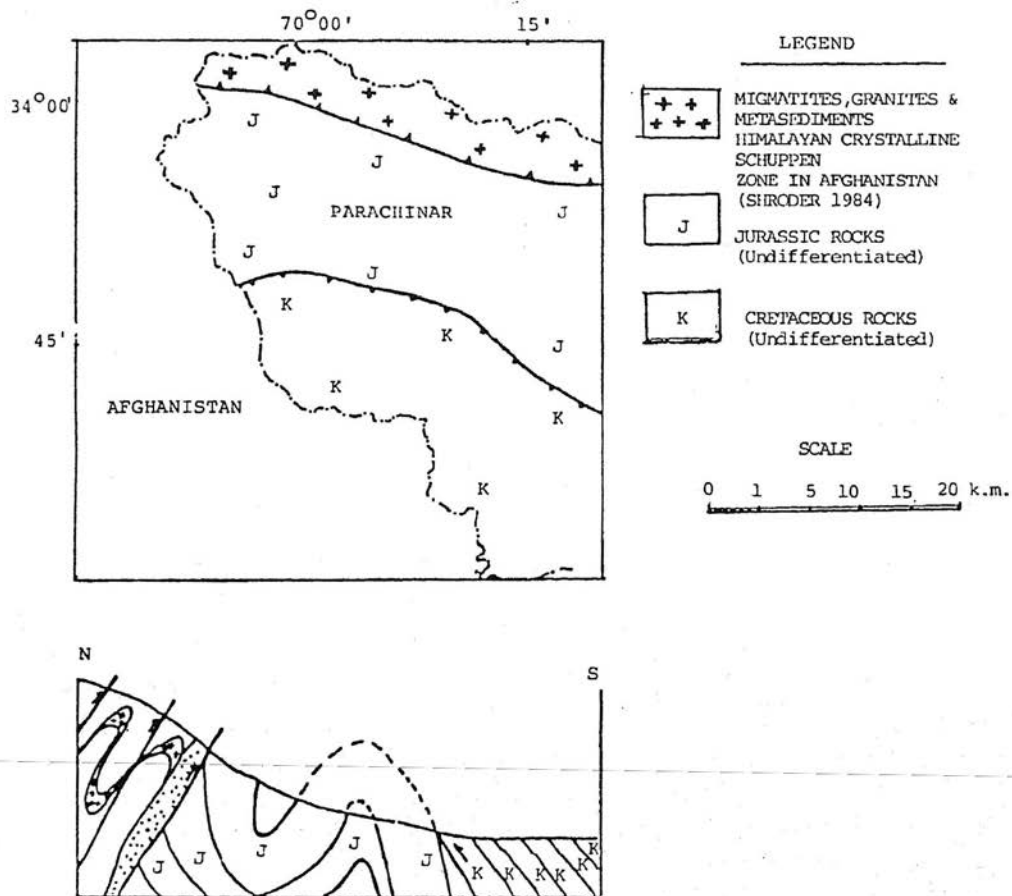 70°00'
15'
34°00'
45'
J
J
J
PARACHINAR
J
J
J
K
K
J
K
AFGHANISTAN
K
K
LEGEND
MIGMATITES,GRANITES &
METASEDIMENTS
HIMALAYAN CRYSTALLINE
SCHUPPEN
ZONE IN AFGHANISTAN
(SHRODER 1984)
J
JURASSIC ROCKS
(Undifferentiated)
K
CRETACEOUS ROCKS
(Undifferentiated)
SCALE
0 1 5 10 15 20 k.m.
N
S
J
J
J
J
J
K
K
K
K
K
K